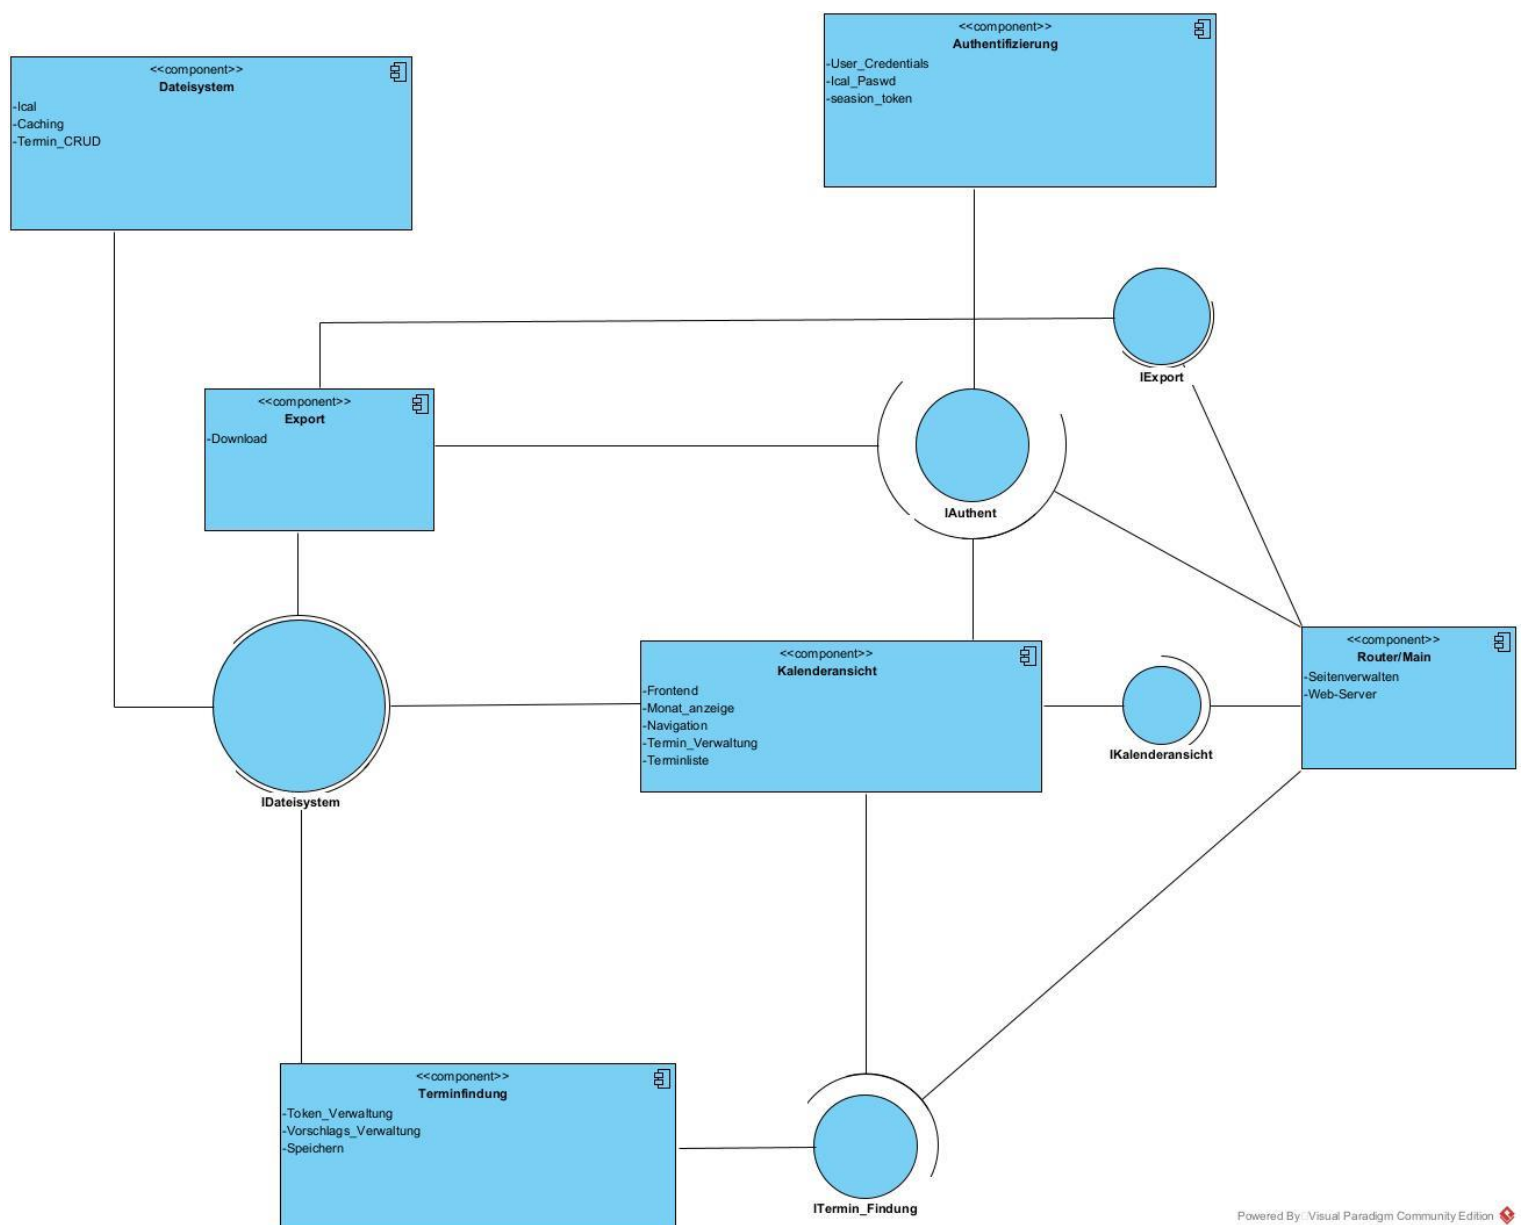 <<component>>
Dateisystem
-Ical
-Caching
-Termin_CRUD
<<component>>
Authentifizierung
-User_Credentials
-Ical_Paswd
-seasion_token
IExport
<<component>>
Export
-Download
IAuthent
<<component>>
Kalenderansicht
-Frontend
-Monat_anzeige
-Navigation
-Termin_Verwaltung
-Terminliste
<<component>>
Router/Main
-Seitenverwalten
-Web-Server
IKalenderansicht
IDateisystem
<<component>>
Terminfindung
-Token_Verwaltung
-Vorschlags_Verwaltung
-Speichern
ITermin_Findung
Powered By Visual Paradigm Community Edition